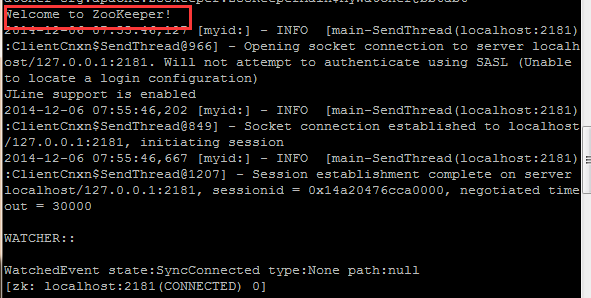 Welcome to ZooKeeper!
2014-12-06 07:55:46,127 [myid:] - INFO  [main-SendThread(localhost:2181)
:ClientCnxn$SendThread@966] - Opening socket connection to server localh
ost/127.0.0.1:2181. Will not attempt to authenticate using SASL (Unable
to locate a login configuration)
JLine support is enabled
2014-12-06 07:55:46,202 [myid:] - INFO  [main-SendThread(localhost:2181)
:ClientCnxn$SendThread@849] - Socket connection established to localhost
/127.0.0.1:2181, initiating session
2014-12-06 07:55:46,667 [myid:] - INFO  [main-SendThread(localhost:2181)
:ClientCnxn$SendThread@1207] - Session establishment complete on server
localhost/127.0.0.1:2181, sessionid = 0x14a20476cca0000, negotiated time
out = 30000
WATCHER::
WatchedEvent state:SyncConnected type:None path:null
[zk: localhost:2181(CONNECTED) 0]